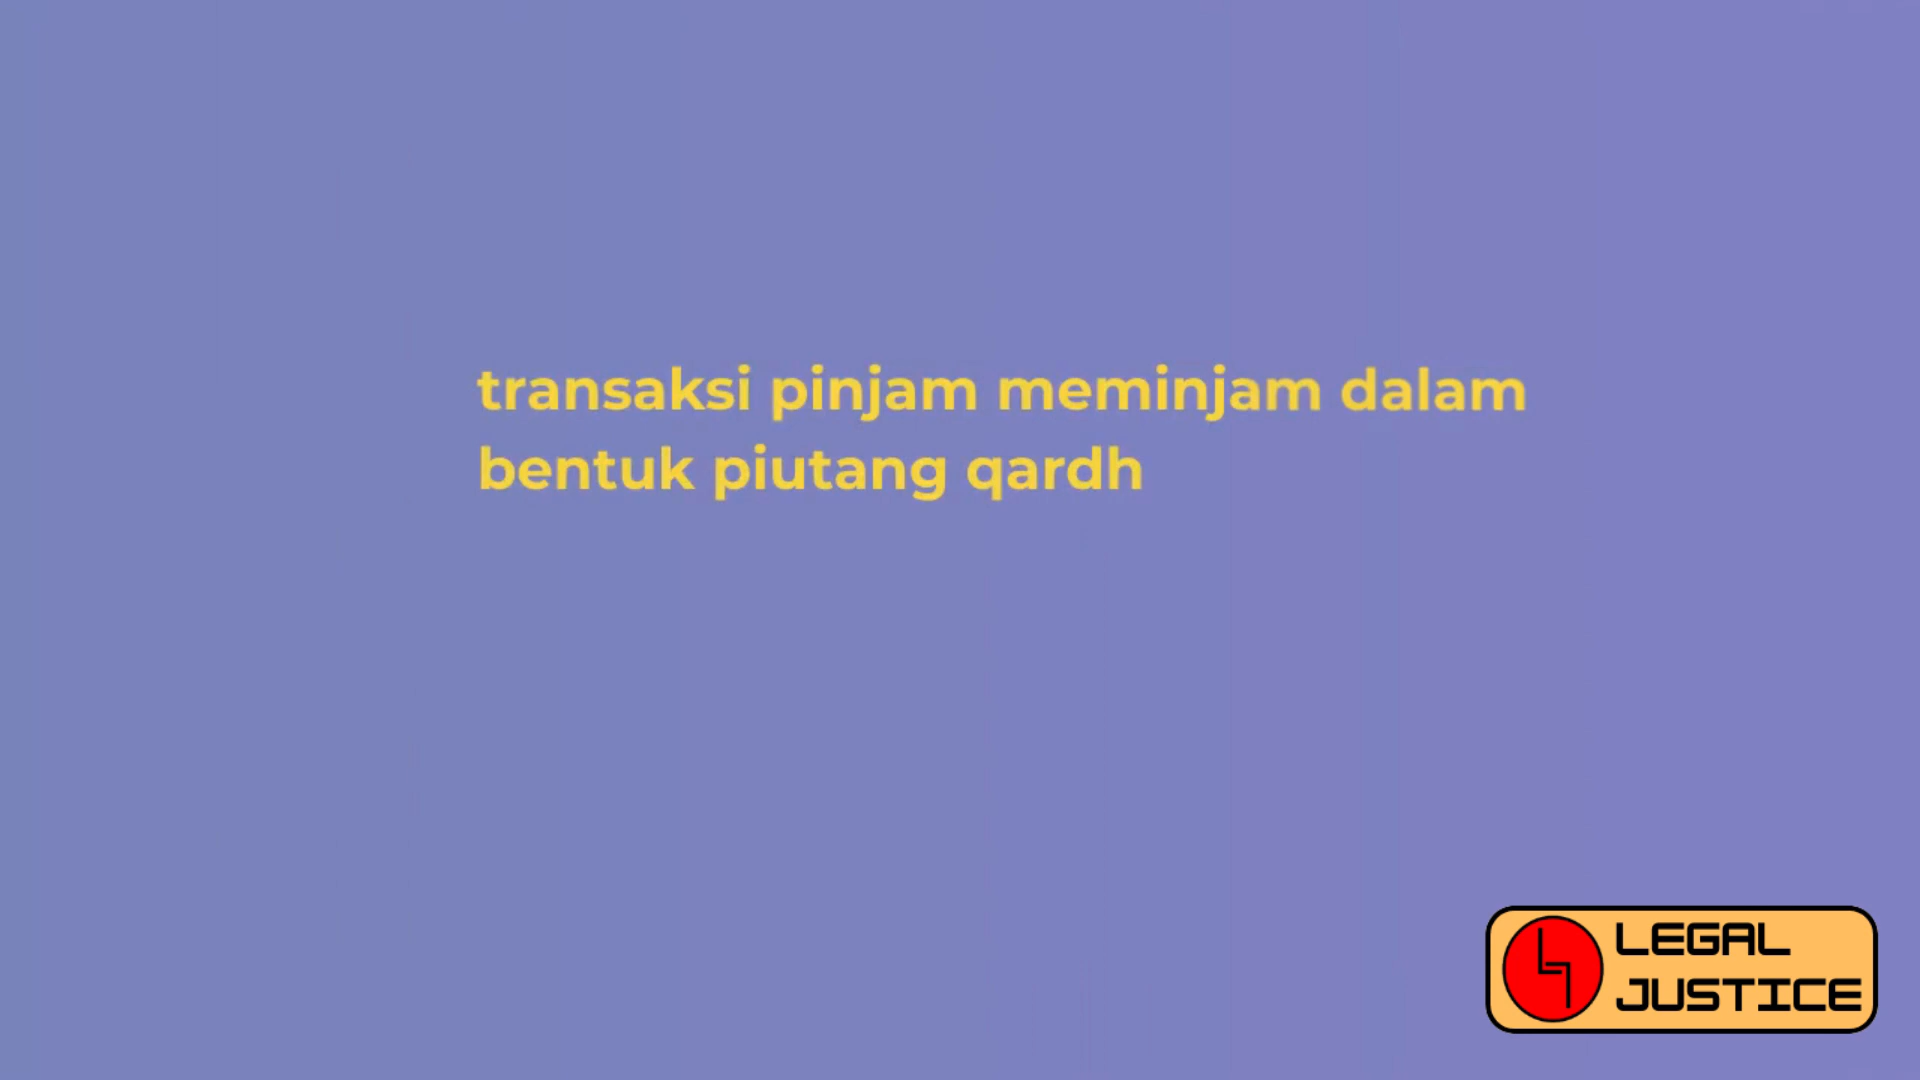 transaksi pinjam meminjam dalam
bentuk piutang qardh
LEGAL
JUSTICE